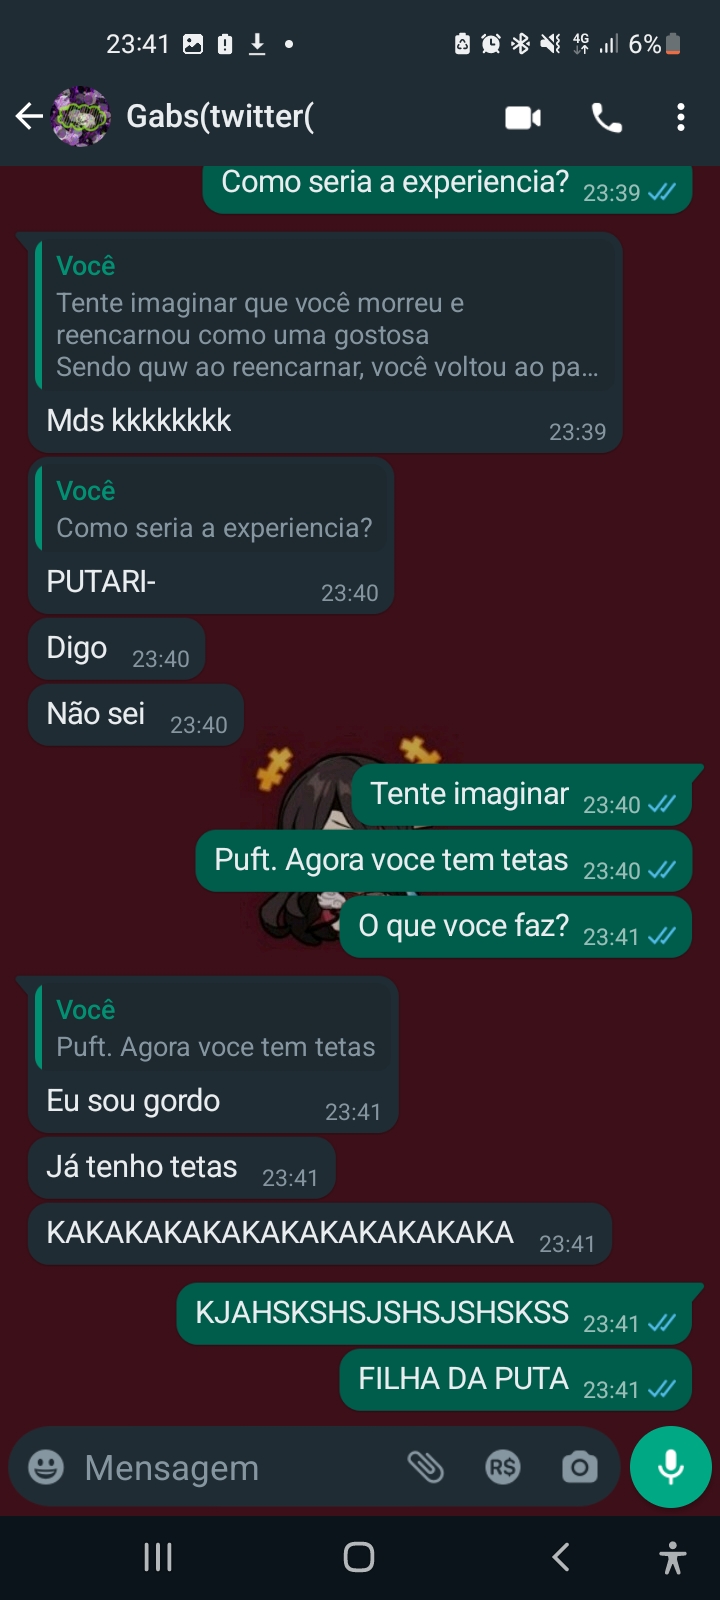 23:41
4G
6%
Gabs(twitter(
Como seria a experiencia? 23:39
Você
Tente imaginar que você morreu e
reencarnou como uma gostosa
Sendo quw ao reencarnar, você voltou ao pa...
Mds kkkkkkkk
23:39
Você
Como seria a experiencia?
PUTARI-
23:40
Digo 23:40
Não sei 23:40
Tente imaginar 23:40
Puft. Agora voce tem tetas 23:40
O que voce faz? 23:41
Você
Puft. Agora voce tem tetas
Eu sou gordo
23:41
Já tenho tetas 23:41
KAKAKAKAKAKAKAKAKAKAKAKA 23:41
KJAHSKSHSJSHSJSHSKSS 23:41
FILHA DA PUTA 23:41
Mensagem
R$